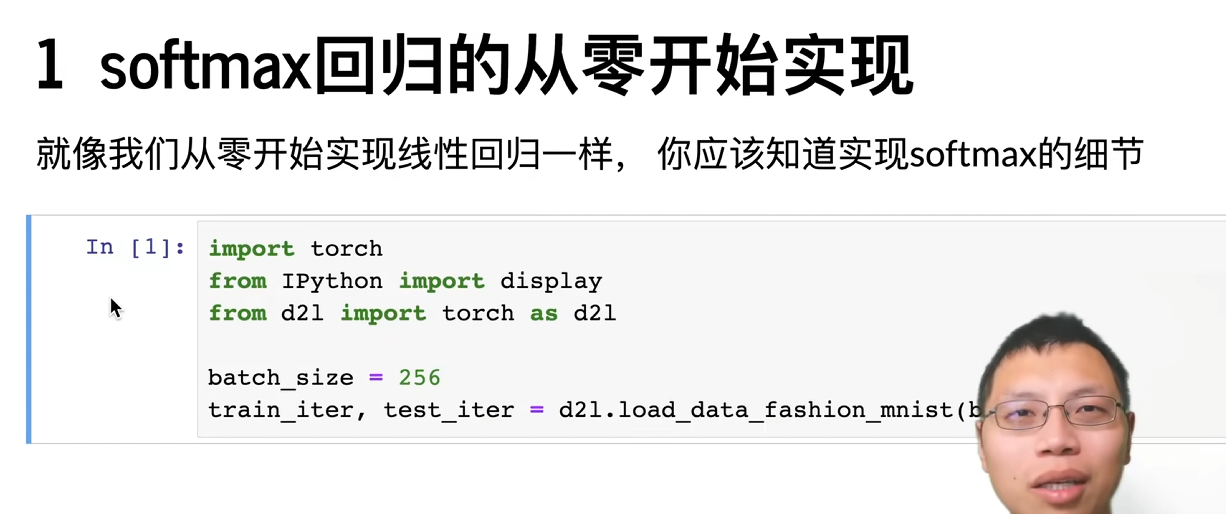 1 softmax回归的从零开始实现
就像我们从零开始实现线性回归一样， 你应该知道实现softmax的细节
In [1]: import torch
from IPython import display
from d2l import torch as d2l
batch_size = 256
train_iter, test_iter = d2l.load_data_fashion_mnist(